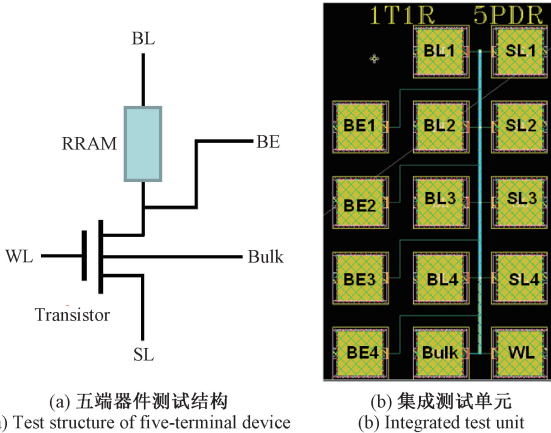 BL
RRAM
BE
WL
Bulk
Transistor
SL
(a) 五端器件测试结构
) Test structure of five-terminal device
1T1R 5PDR
BL1 SL1
BE1 BL2 SL2
BE2 BL3 SL3
BE3 BL4 SL4
BE4 Bulk WL
(b) 集成测试单元
(b) Integrated test unit